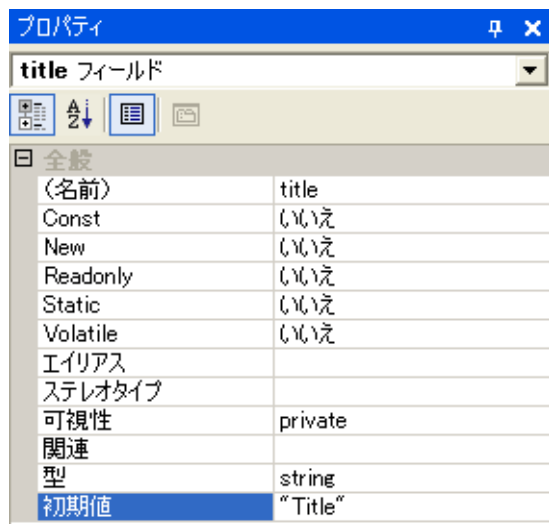 プロパティ
title フィールド
全般
(名前) title
Const いいえ
New いいえ
Readonly いいえ
Static いいえ
Volatile いいえ
エイリアス
ステレオタイプ
可視性 private
関連
型 string
初期値 "Title"